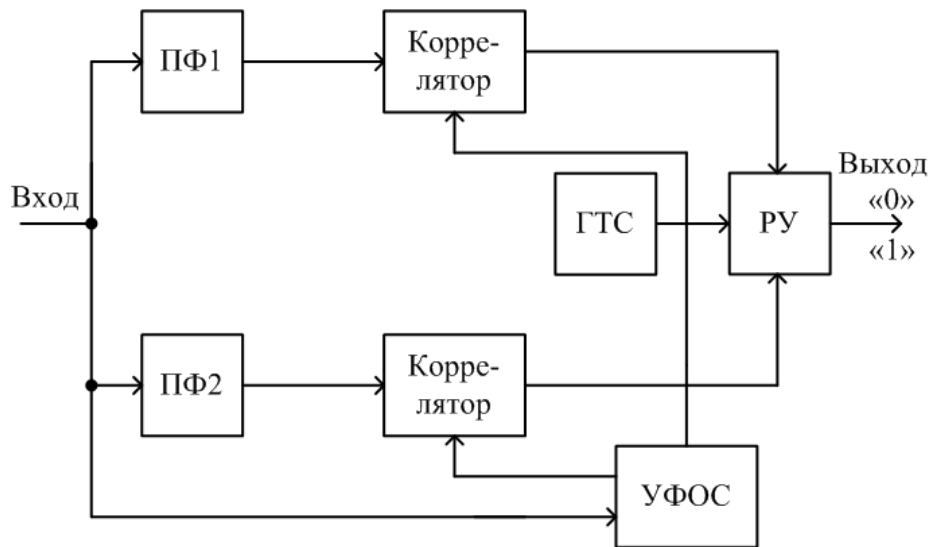 ПФ1
Корре-
лятор
Вход
ГТС
РУ
Выход
«0»
«1»
ПФ2
Корре-
лятор
УФОС